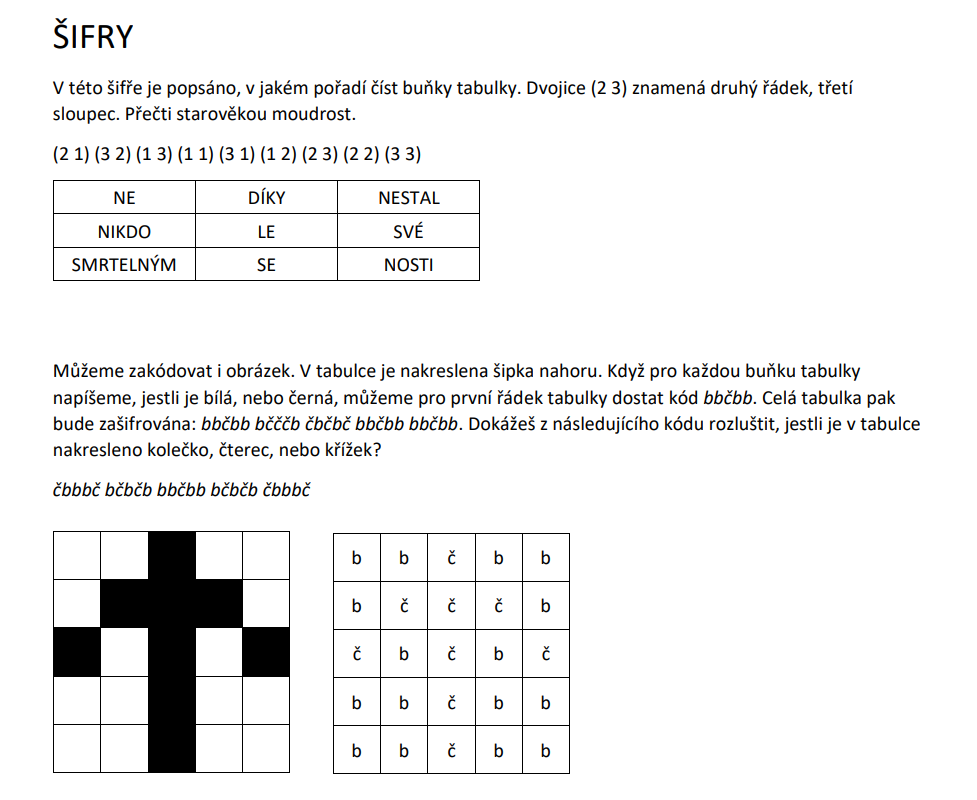 ŠIFRY
V této šifře je popsáno, v jakém pořadí číst buňky tabulky. Dvojice (2 3) znamená druhý řádek, třetí
sloupec. Přečti starověkou moudrost.
(2 1) (3 2) (1 3) (1 1) (3 1) (1 2) (2 3) (2 2) (3 3)
NE DÍKY NESTAL
NIKDO LE SVÉ
SMRTELNÝM SE NOSTI
Můžeme zakódovat i obrázek. V tabulce je nakreslena šipka nahoru. Když pro každou buňku tabulky
napíšeme, jestli je bílá, nebo černá, můžeme pro první řádek tabulky dostat kód bbčbb. Celá tabulka pak
bude zašifrována: bbčbb bčččb čbčbč bbčbb bbčbb. Dokážeš z následujícího kódu rozluštit, jestli je v tabulce
nakresleno kolečko, čterec, nebo křížek?
čbbbč bčbčb bbčbb bčbčb čbbbč
b b č b b
b č č č b
č b č b č
b b č b b
b b č b b